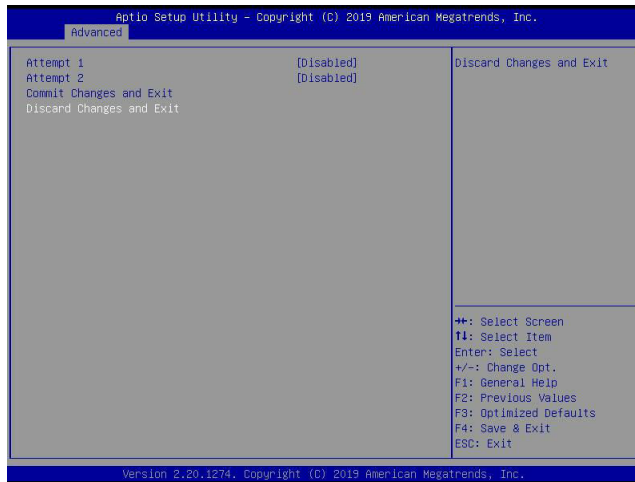 Aptio Setup Utility – Copyright (C) 2019 American Megatrends, Inc.
Advanced
Attempt 1 [Disabled]
Attempt 2 [Disabled]
Commit Changes and Exit
Discard Changes and Exit
Discard Changes and Exit
→←: Select Screen
↑↓: Select Item
Enter: Select
+/-: Change Opt.
F1: General Help
F2: Previous Values
F3: Optimized Defaults
F4: Save & Exit
ESC: Exit
Version 2.20.1274. Copyright (C) 2019 American Megatrends, Inc.